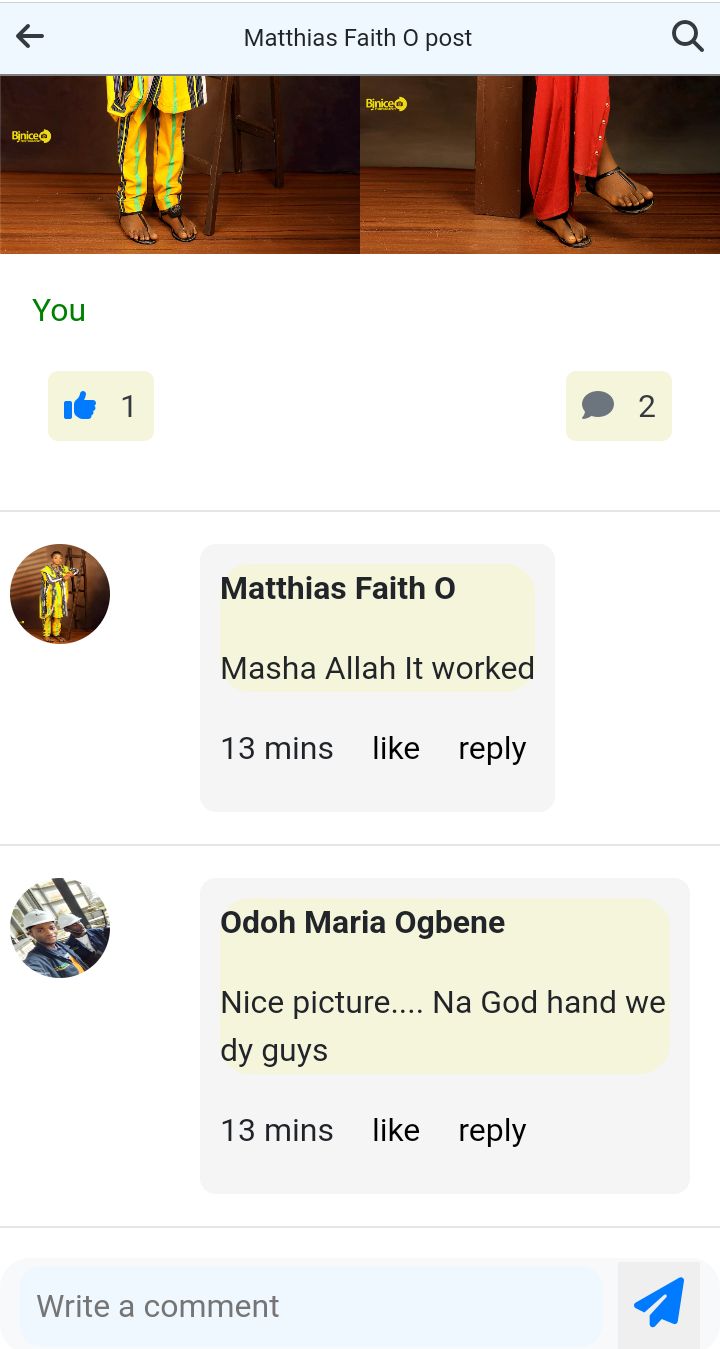 Matthias Faith O post
Bjnice
Bjnice
You
1
2
Matthias Faith O
Masha Allah It worked
13 mins like reply
Odoh Maria Ogbene
Nice picture.... Na God hand we
dy guys
13 mins like reply
Write a comment